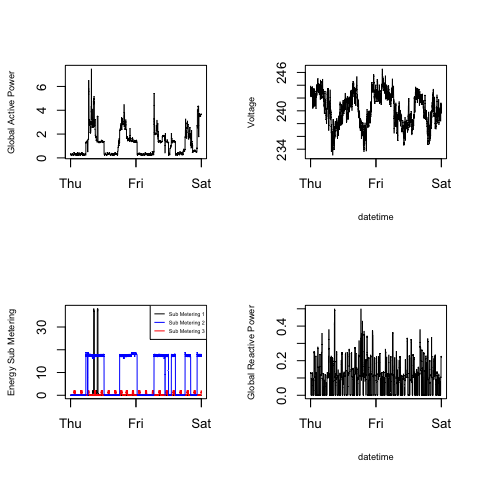 Global Active Power
0 2 4 6
Thu Fri Sat
Voltage
234 240 246
Thu Fri Sat
datetime
Energy Sub Metering
0 10 30
Thu Fri Sat
Sub Metering 1
Sub Metering 2
Sub Metering 3
Global Reactive Power
0.0 0.2 0.4
Thu Fri Sat
datetime